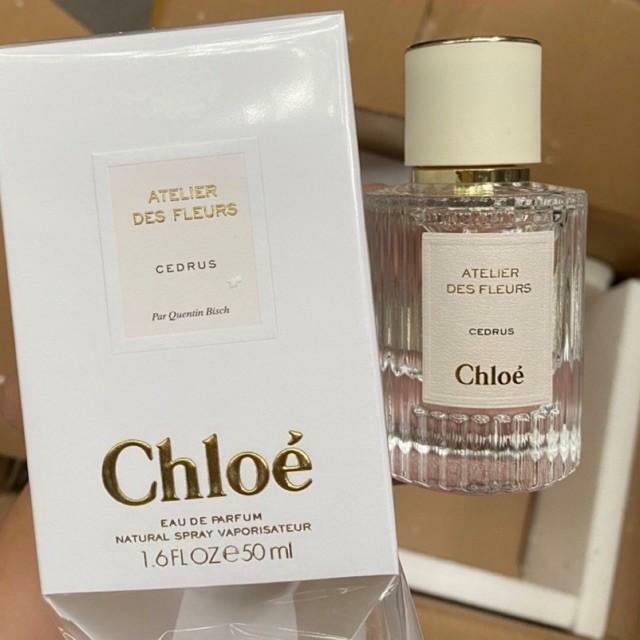 ATELIER
DES FLEURS
CEDRUS
Par Quentin Bisch
Chloé
EAU DE PARFUM
NATURAL SPRAY VAPORISATEUR
1.6 FL OZ e 50 ml
ATELIER
DES FLEURS
CEDRUS
Chloé